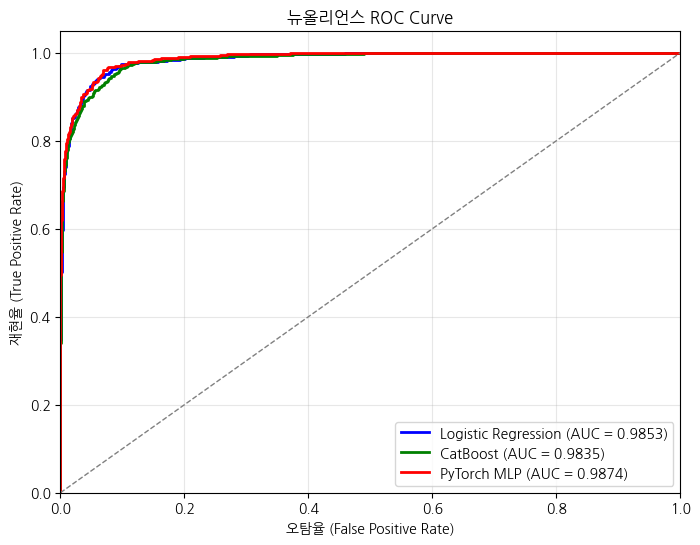 뉴올리언스 ROC Curve
1.0
0.8
0.6
0.4
0.2
0.0
재현율 (True Positive Rate)
Logistic Regression (AUC = 0.9853)
CatBoost (AUC = 0.9835)
PyTorch MLP (AUC = 0.9874)
0.0 0.2 0.4 0.6 0.8 1.0
오탐율 (False Positive Rate)